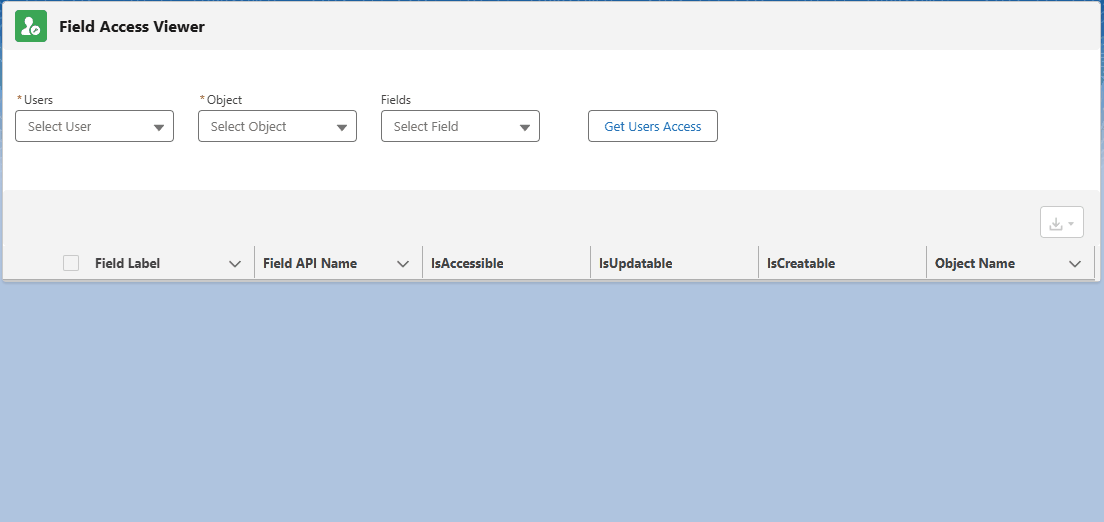 Field Access Viewer
*Users *Object Fields
Select User Select Object Select Field Get Users Access
Field Label Field API Name IsAccessible IsUpdatable IsCreatable Object Name